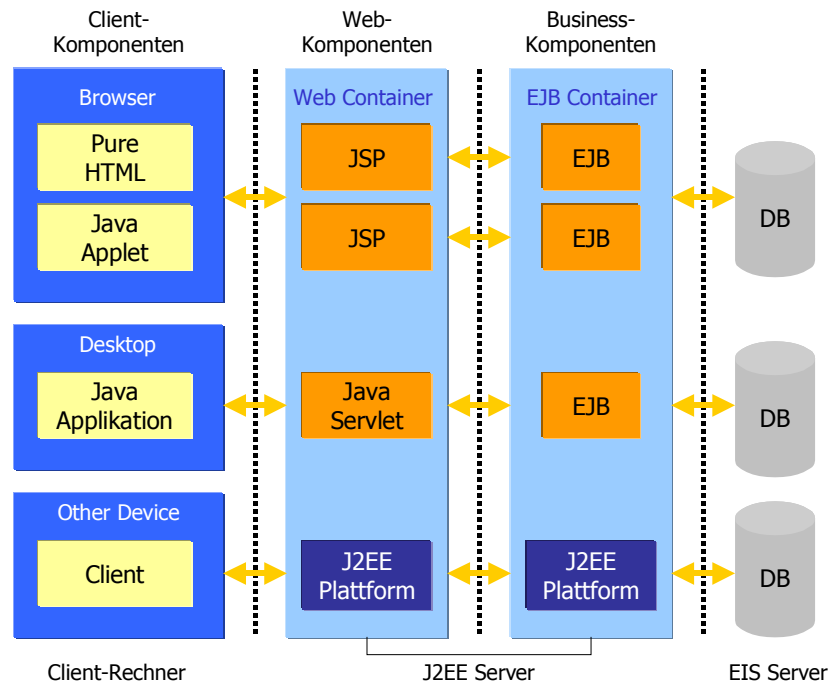 Client-
Komponenten
Web-
Komponenten
Business-
Komponenten
Browser
Pure
HTML
Java
Applet
Desktop
Java
Applikation
Other Device
Client
Web Container
JSP
JSP
Java
Servlet
J2EE
Plattform
EJB Container
EJB
EJB
EJB
J2EE
Plattform
DB
DB
DB
Client-Rechner
J2EE Server
EIS Server